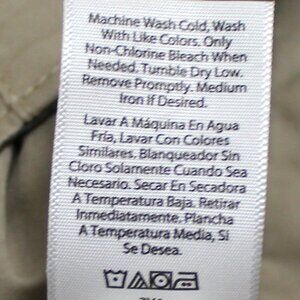 Machine Wash Cold, Wash
With Like Colors. Only
Non-Chlorine Bleach When
Needed. Tumble Dry Low.
Remove Promptly. Medium
Iron If Desired.
Lavar A Máquina En Agua
Fría, Lavar Con Colores
Similares. Blanqueador Sin
Cloro Solamente Cuando Sea
Necesario. Secar En Secadora
A Temperatura Baja. Retirar
Inmediatamente. Plancha
A Temperatura Media, Si
Se Desea.